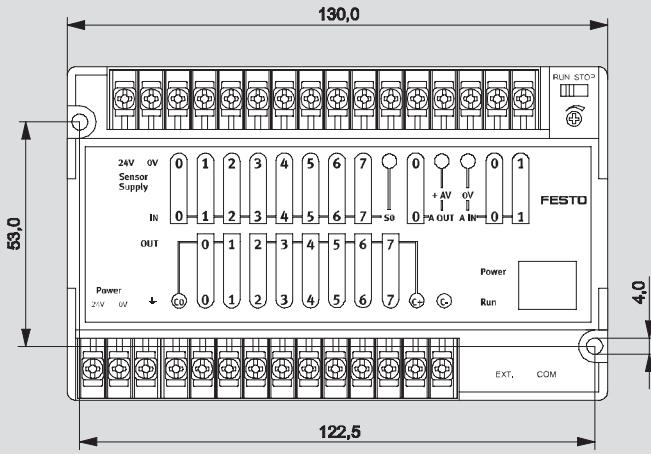 130,0
RUN STOP
24V 0V 0 1 2 3 4 5 6 7 0 0 1
Sensor
Supply
+ AV 0V
FESTO
IN 0 1 2 3 4 5 6 7 S0 0 A OUT A IN 0 1
OUT 0 1 2 3 4 5 6 7
53,0
Power
Power
24V 0V C0 0 1 2 3 4 5 6 7 C+ C-
Run
4,0
EXT. COM
122,5